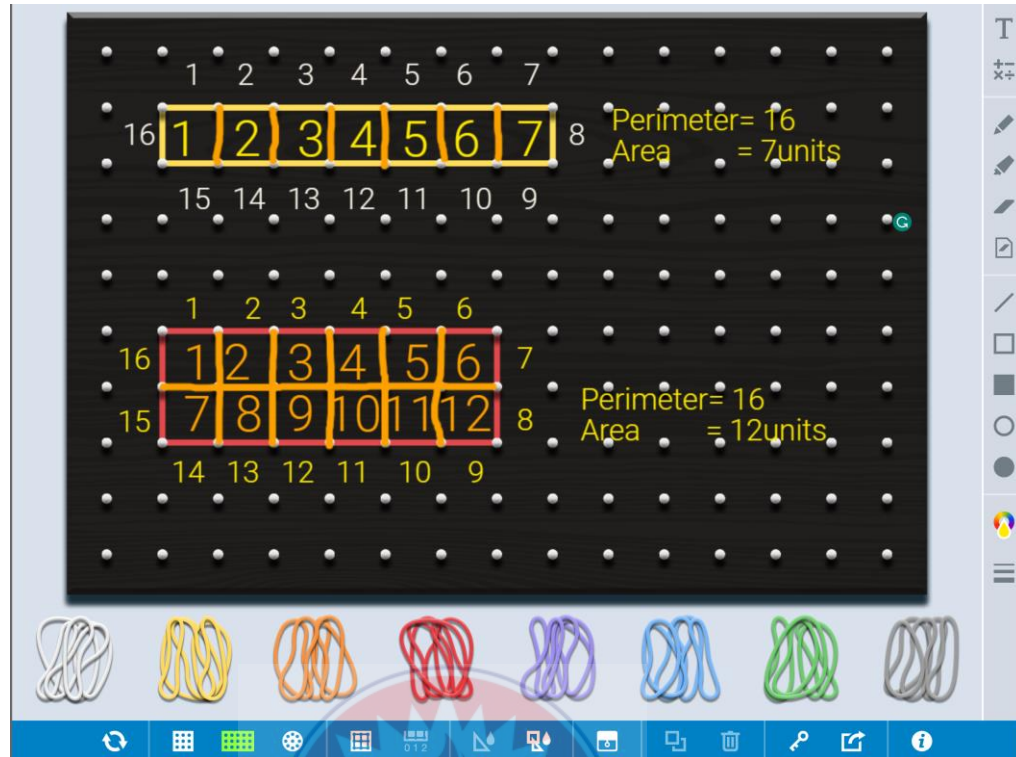 1 2 3 4 5 6 7
16 1 2 3 4 5 6 7 8
Perimeter= 16
Area = 7units
15 14 13 12 11 10 9
1 2 3 4 5 6
16 1 2 3 4 5 6 7
15 7 8 9 10 11 12 8
Perimeter= 16
Area = 12units
14 13 12 11 10 9
T
+−
×÷
0 1 2
i